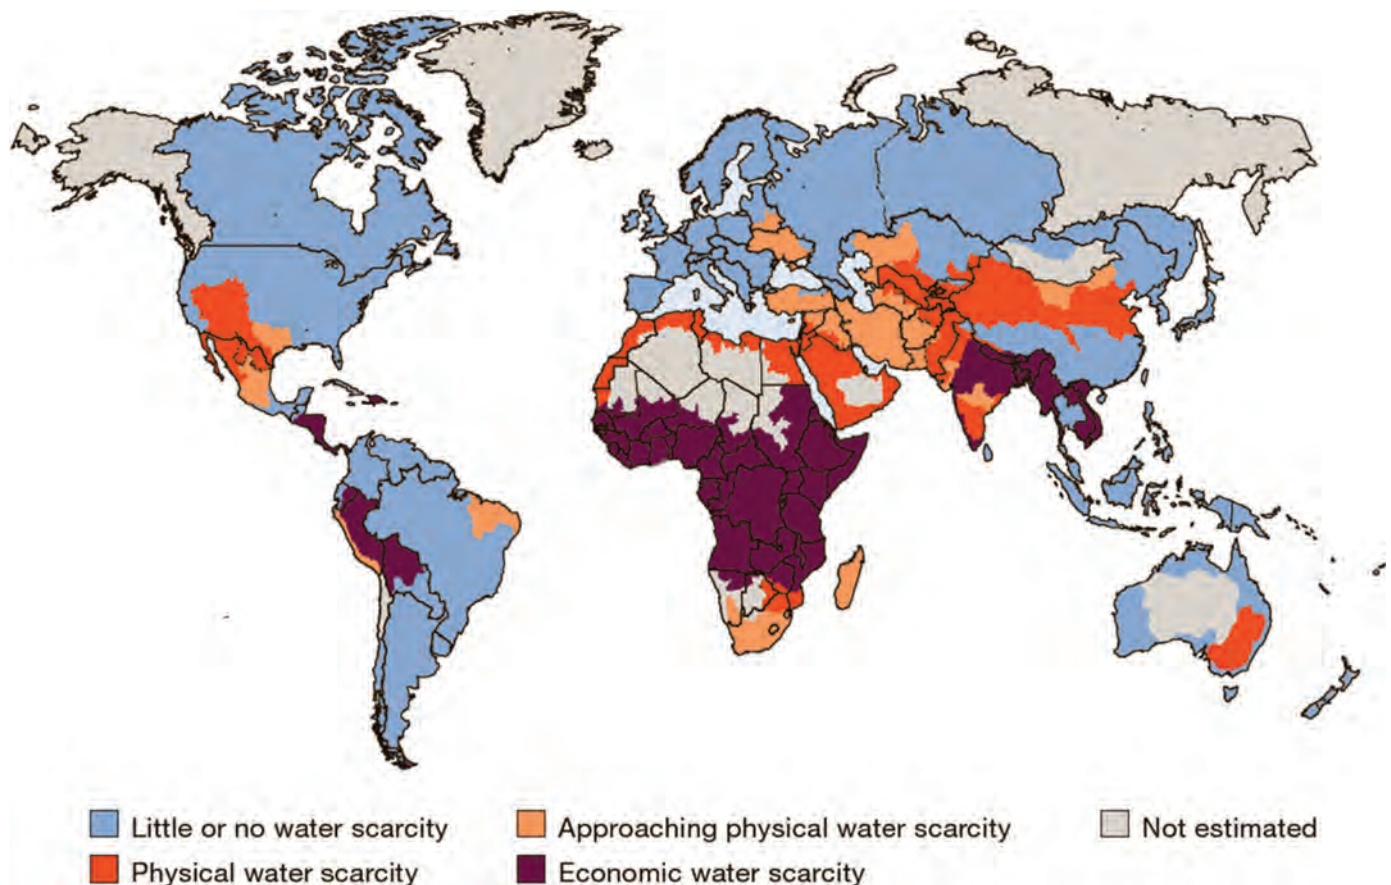 Little or no water scarcity
Approaching physical water scarcity
Not estimated
Physical water scarcity
Economic water scarcity